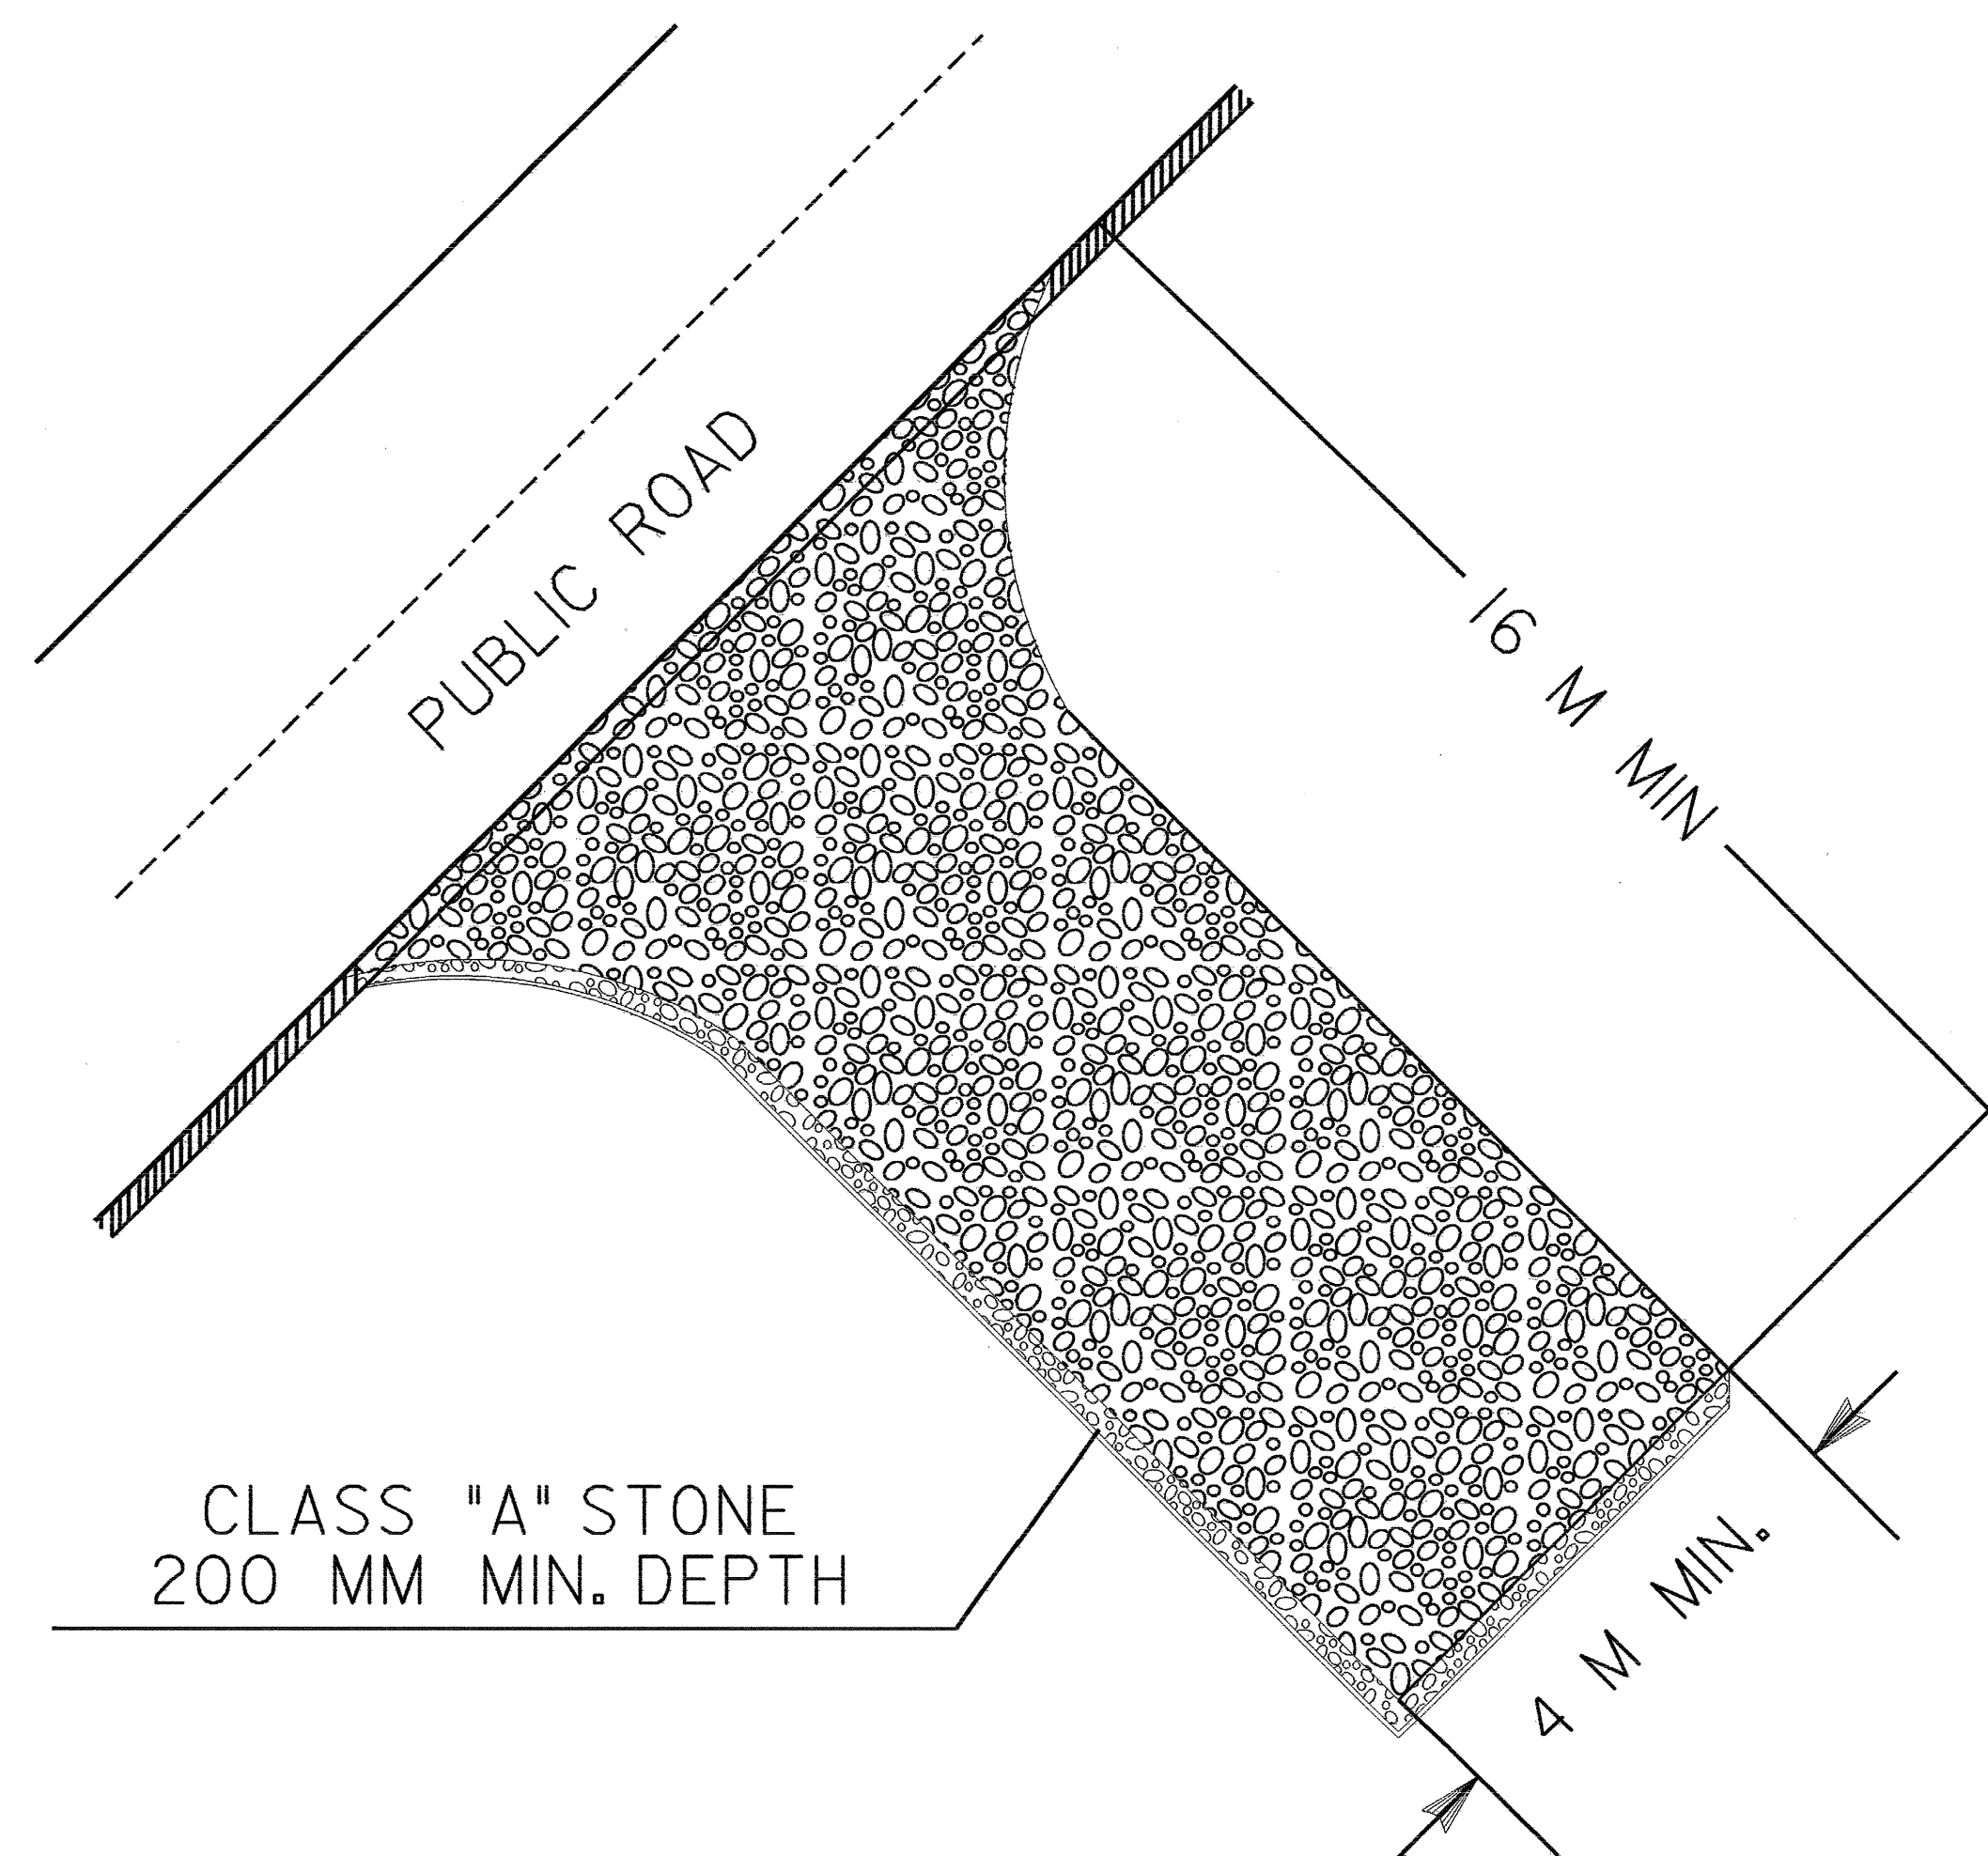 PUBLIC ROAD
16 M MIN
CLASS "A" STONE
200 MM MIN. DEPTH
4 M MIN.